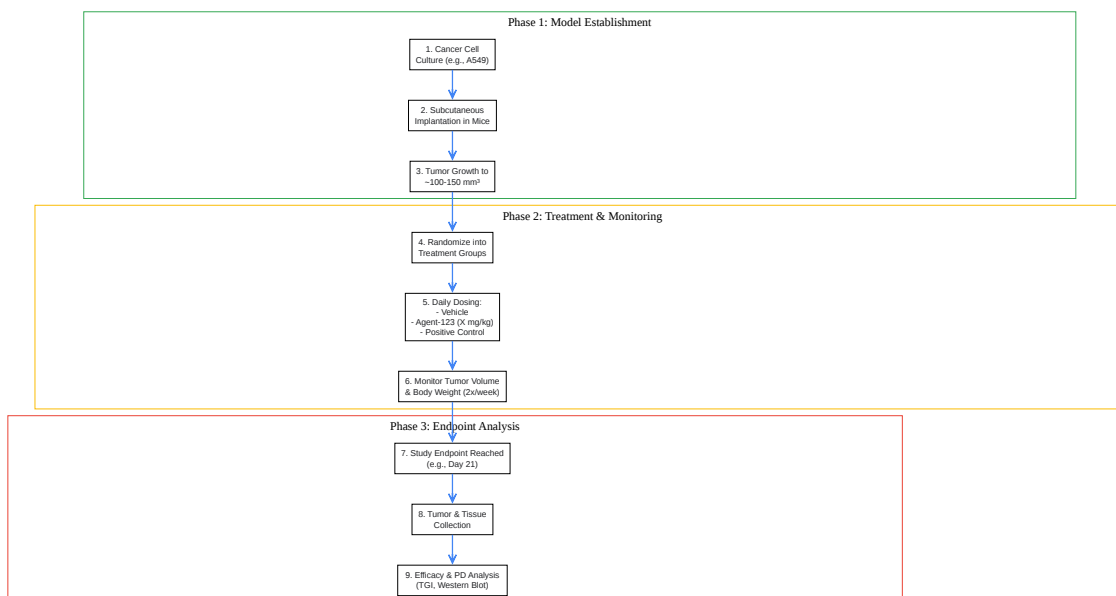 Phase 1: Model Establishment
1. Cancer Cell
Culture (e.g., A549)
2. Subcutaneous
Implantation in Mice
3. Tumor Growth to
~100-150 mm³
Phase 2: Treatment & Monitoring
4. Randomize into
Treatment Groups
5. Daily Dosing:
- Vehicle
- Agent-123 (X mg/kg)
- Positive Control
6. Monitor Tumor Volume
& Body Weight (2x/week)
Phase 3: Endpoint Analysis
7. Study Endpoint Reached
(e.g., Day 21)
8. Tumor & Tissue
Collection
9. Efficacy & PD Analysis
(TGI, Western Blot)